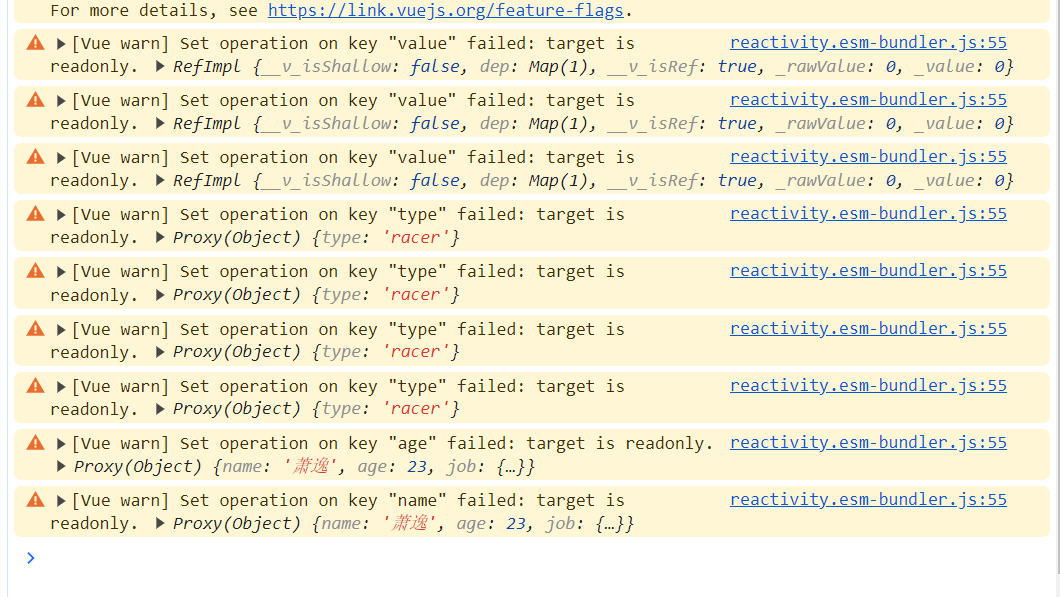 For more details, see https://link.vuejs.org/feature-flags.
[Vue warn] Set operation on key "value" failed: target is reactivity.esm-bundler.js:55
readonly. RefImpl {__v_isShallow: false, dep: Map(1), __v_isRef: true, _rawValue: 0, _value: 0}
[Vue warn] Set operation on key "value" failed: target is reactivity.esm-bundler.js:55
readonly. RefImpl {__v_isShallow: false, dep: Map(1), __v_isRef: true, _rawValue: 0, _value: 0}
[Vue warn] Set operation on key "value" failed: target is reactivity.esm-bundler.js:55
readonly. RefImpl {__v_isShallow: false, dep: Map(1), __v_isRef: true, _rawValue: 0, _value: 0}
[Vue warn] Set operation on key "type" failed: target is reactivity.esm-bundler.js:55
readonly. Proxy(Object) {type: 'racer'}
[Vue warn] Set operation on key "type" failed: target is reactivity.esm-bundler.js:55
readonly. Proxy(Object) {type: 'racer'}
[Vue warn] Set operation on key "type" failed: target is reactivity.esm-bundler.js:55
readonly. Proxy(Object) {type: 'racer'}
[Vue warn] Set operation on key "type" failed: target is reactivity.esm-bundler.js:55
readonly. Proxy(Object) {type: 'racer'}
[Vue warn] Set operation on key "age" failed: target is readonly. reactivity.esm-bundler.js:55
Proxy(Object) {name: '萧逸', age: 23, job: {…}}
[Vue warn] Set operation on key "name" failed: target is reactivity.esm-bundler.js:55
readonly. Proxy(Object) {name: '萧逸', age: 23, job: {…}}